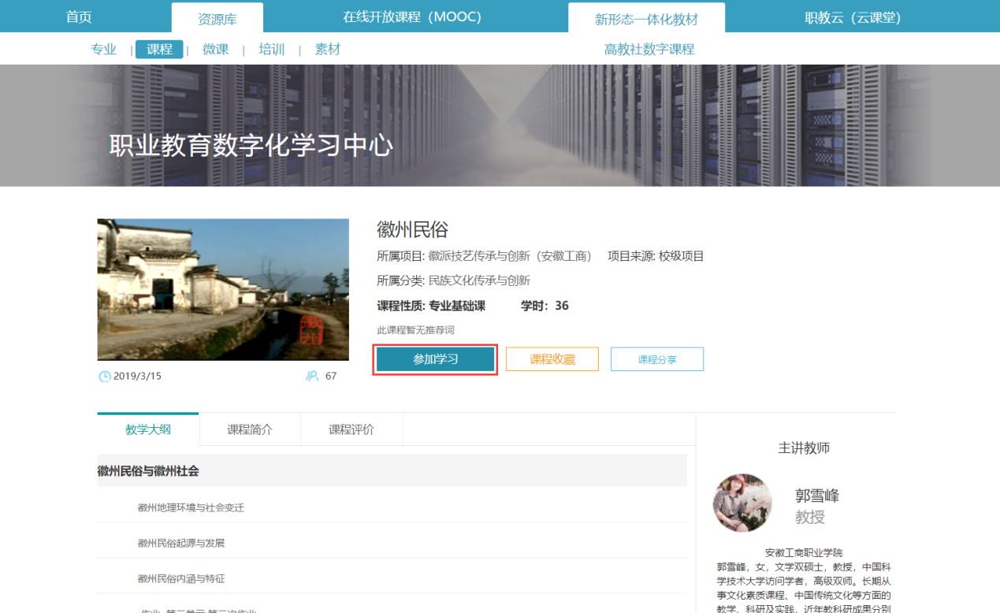 首页 资源库 在线开放课程（MOOC） 新形态一体化教材 职教云（云课堂）
专业 | 课程 | 微课 | 培训 | 素材 高教社数字课程
职业教育数字化学习中心
徽州民俗
所属项目: 徽派技艺传承与创新（安徽工商） 项目来源: 校级项目
所属分类: 民族文化传承与创新
课程性质: 专业基础课 学时：36
此课程暂无推荐词
参加学习 课程收藏 课程分享
2019/3/15 67
教学大纲 课程简介 课程评价
徽州民俗与徽州社会
徽州地理环境与社会变迁
徽州民俗起源与发展
徽州民俗内涵与特征
主讲教师
郭雪峰
教授
安徽工商职业学院
郭雪峰，女，文学双硕士，教授，中国科
学技术大学访问学者，高级双师。长期从
事文化素质课程、中国传统文化等方面的
教学、科研及实践，近年教科研成果分别